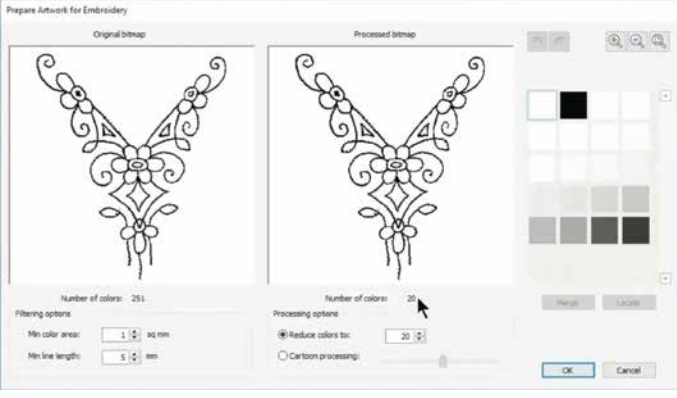 Prepare Artwork for Embroidery
Original bitmap
Processed bitmap
Number of colors: 251
Number of colors: 20
Filtering options
Processing options
Min color area: 1 sq mm
Min line length: 5 mm
Reduce colors to: 20
Cartoon processing:
Merge
Locate
OK
Cancel